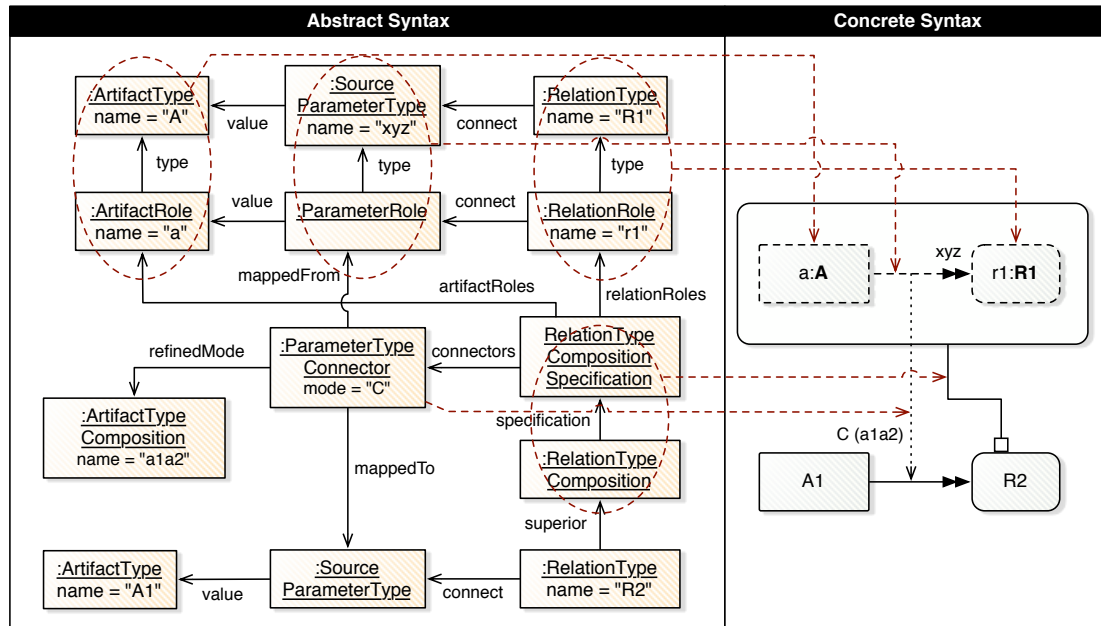 Abstract Syntax
Concrete Syntax
:ArtifactType
name = "A"
value
:Source
ParameterType
name = "xyz"
connect
:RelationType
name = "R1"
type
type
type
:ArtifactRole
name = "a"
value
:ParameterRole
connect
:RelationRole
name = "r1"
mappedFrom
artifactRoles
relationRoles
a:A
xyz
r1:R1
refinedMode
:ParameterType
Connector
mode = "C"
connectors
RelationType
Composition
Specification
:ArtifactType
Composition
name = "a1a2"
specification
C (a1a2)
mappedTo
:RelationType
Composition
A1
R2
superior
:ArtifactType
name = "A1"
value
:Source
ParameterType
connect
:RelationType
name = "R2"